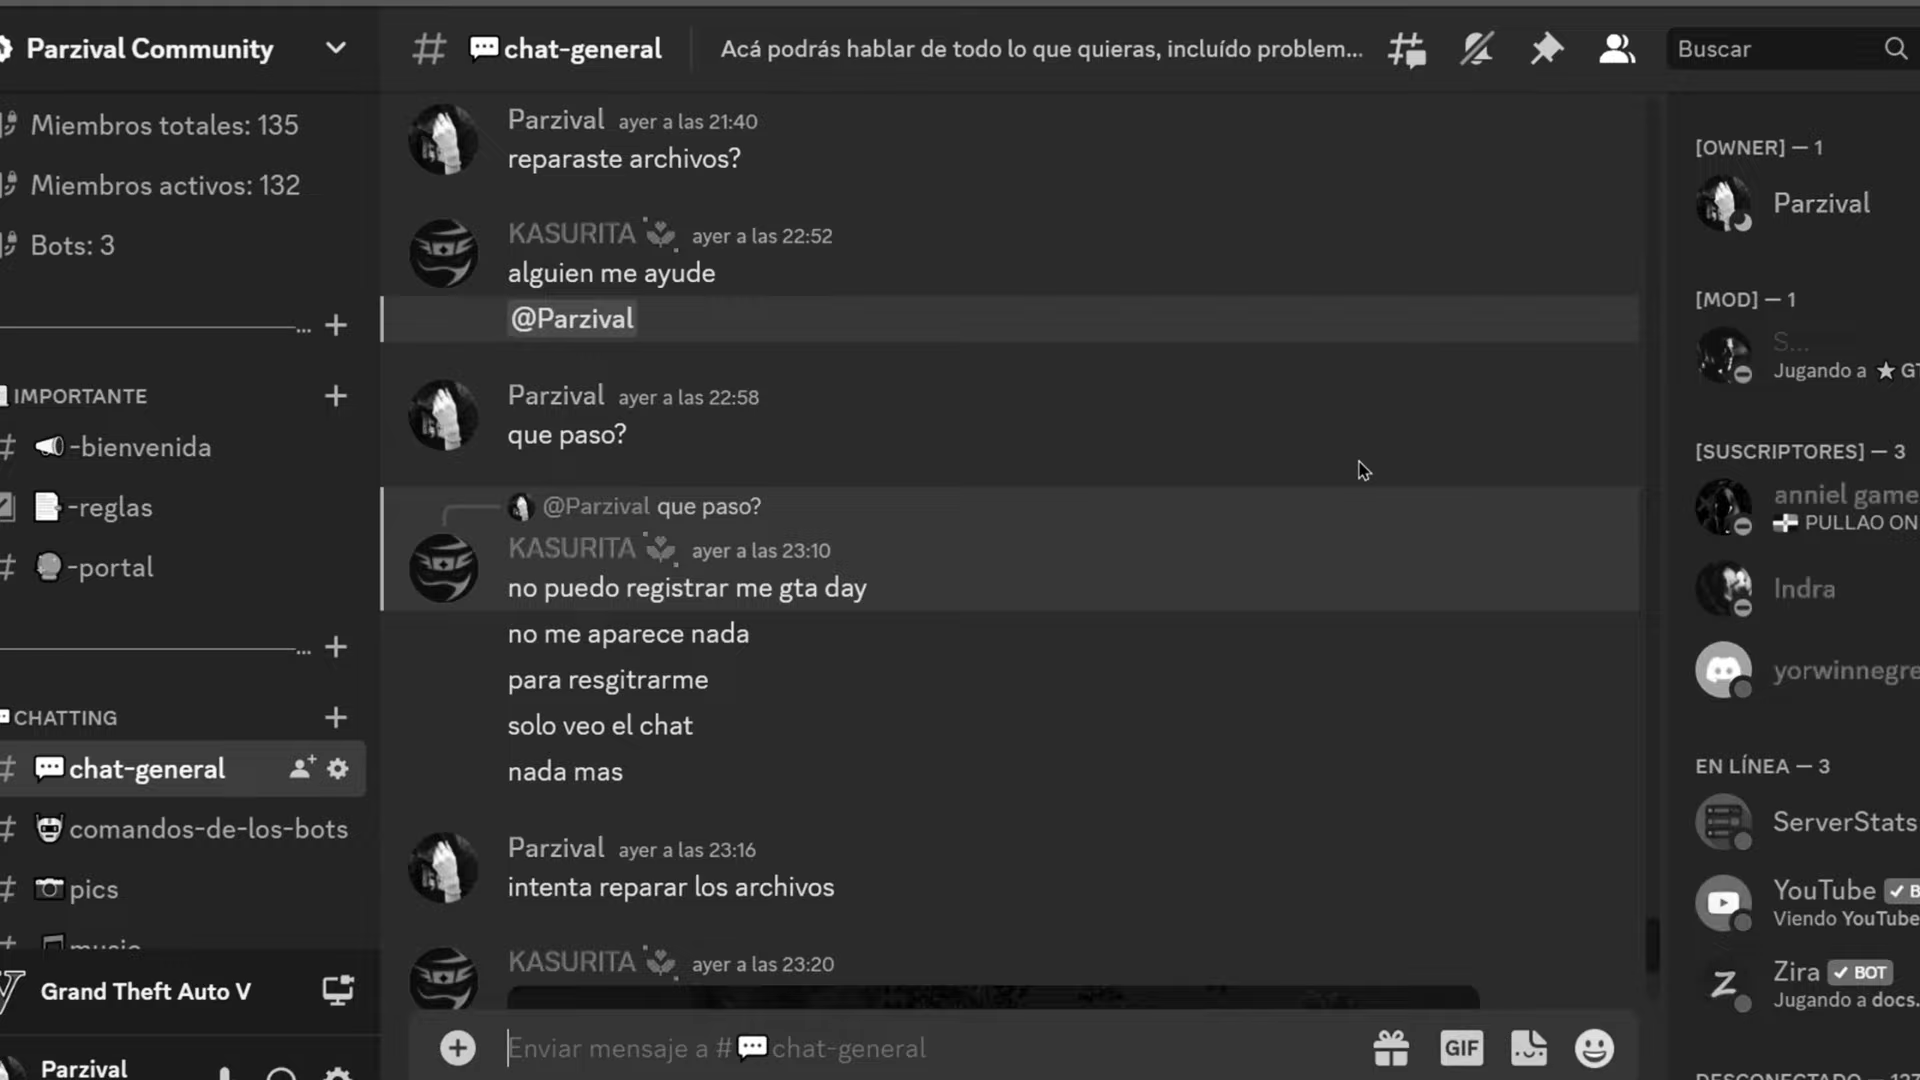 Parzival Community
Miembros totales: 135
Miembros activos: 132
Bots: 3
... +
IMPORTANTE +
# -bienvenida
-reglas
# -portal
... +
CHATTING +
# chat-general
# comandos-de-los-bots
# pics
# music
Grand Theft Auto V
Parzival
# chat-general
Acá podrás hablar de todo lo que quieras, incluído problem...
Buscar
Parzival ayer a las 21:40
reparaste archivos?
KASURITA ayer a las 22:52
alguien me ayude
@Parzival
Parzival ayer a las 22:58
que paso?
@Parzival que paso?
KASURITA ayer a las 23:10
no puedo registrar me gta day
no me aparece nada
para resgitrarme
solo veo el chat
nada mas
Parzival ayer a las 23:16
intenta reparar los archivos
KASURITA ayer a las 23:20
Enviar mensaje a # chat-general
GIF
[OWNER] — 1
Parzival
[MOD] — 1
S...
Jugando a ★ GT
[SUSCRIPTORES] — 3
anniel game
PULLAO ON
Indra
yorwinnegre
EN LÍNEA — 3
ServerStats
YouTube ✓ B
Viendo YouTube
Zira ✓ BOT
Jugando a docs.